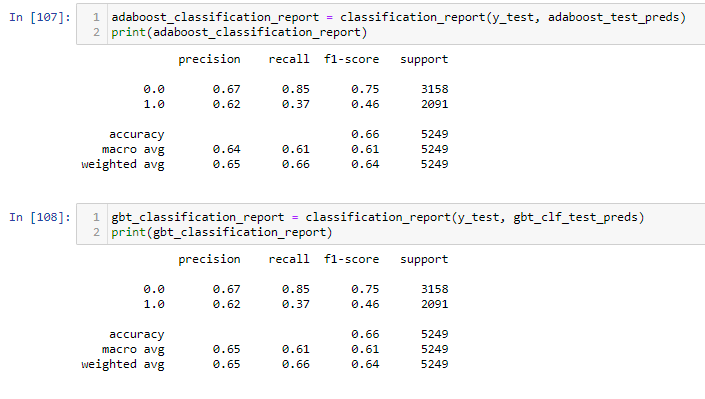 In [107]: 1 adaboost_classification_report = classification_report(y_test, adaboost_test_preds)
2 print(adaboost_classification_report)
precision recall f1-score support
0.0 0.67 0.85 0.75 3158
1.0 0.62 0.37 0.46 2091
accuracy 0.66 5249
macro avg 0.64 0.61 0.61 5249
weighted avg 0.65 0.66 0.64 5249
In [108]: 1 gbt_classification_report = classification_report(y_test, gbt_clf_test_preds)
2 print(gbt_classification_report)
precision recall f1-score support
0.0 0.67 0.85 0.75 3158
1.0 0.62 0.37 0.46 2091
accuracy 0.66 5249
macro avg 0.65 0.61 0.61 5249
weighted avg 0.65 0.66 0.64 5249